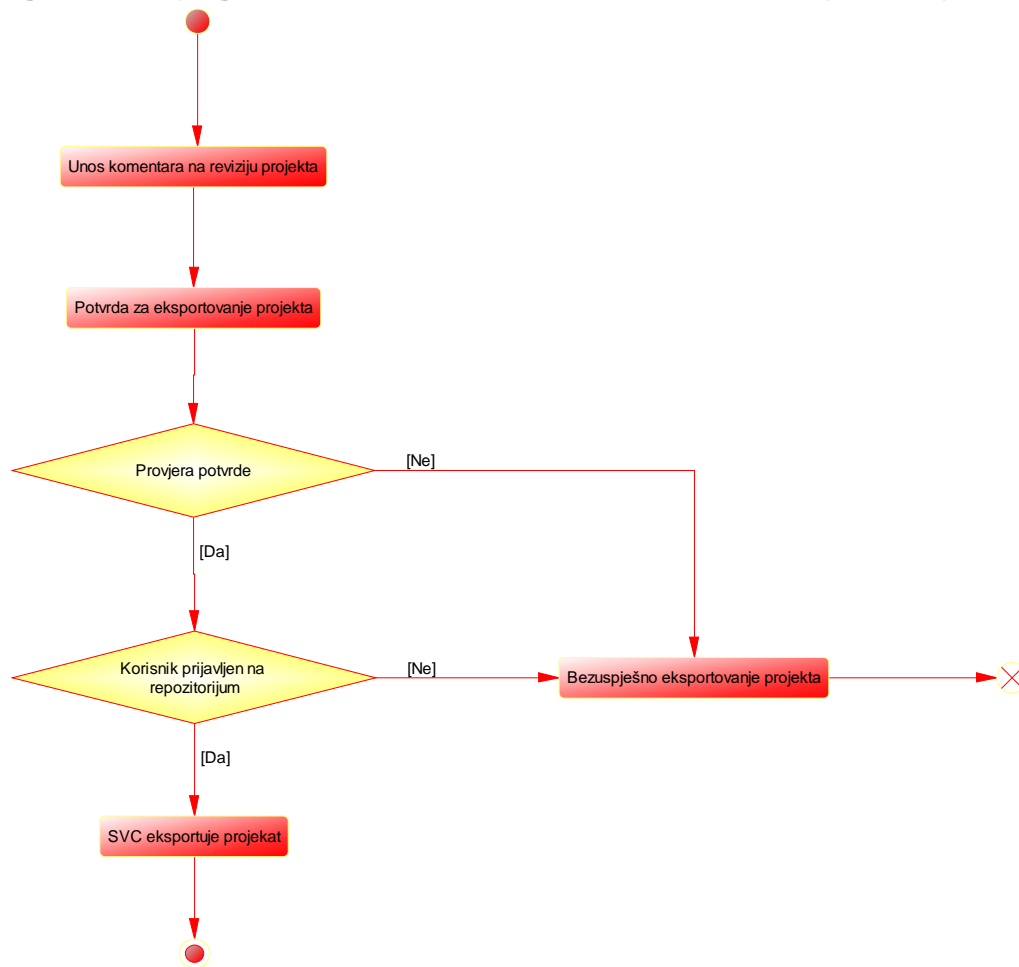 Unos komentara na reviziju projekta
Potvrda za eksportovanje projekta
Provjera potvrde
[Ne]
[Da]
Korisnik prijavljen na
repozitorijum
[Ne]
Bezuspješno eksportovanje projekta
[Da]
SVC eksportuje projekat